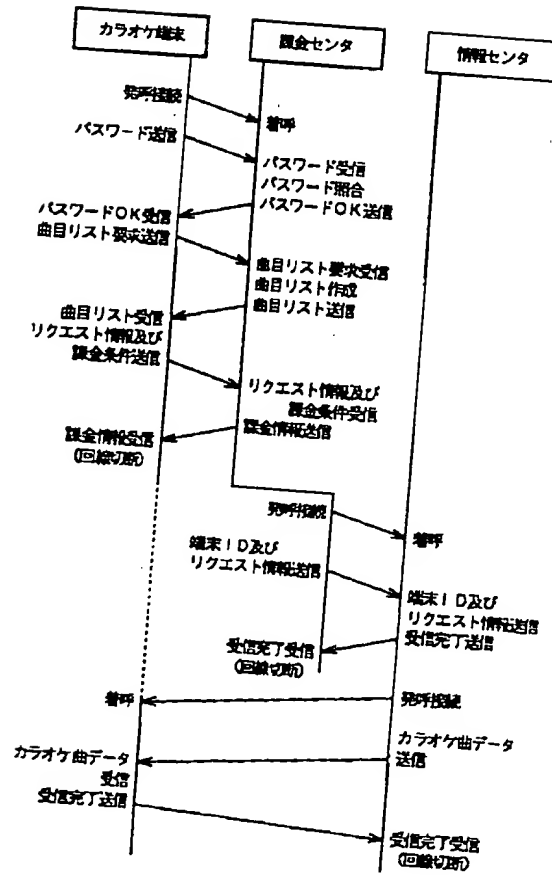 カラオケ端末
課金センタ
情報センタ
発呼接続
着呼
パスワード送信
パスワード受信
パスワード照合
パスワードOK送信
パスワードOK受信
曲目リスト要求送信
曲目リスト要求受信
曲目リスト作成
曲目リスト送信
曲目リスト受信
リクエスト情報及び
課金条件送信
リクエスト情報及び
課金条件受信
課金情報送信
課金情報受信
(回線切断)
発呼接続
着呼
端末ID及び
リクエスト情報送信
端末ID及び
リクエスト情報送信
受信完了送信
受信完了受信
(回線切断)
発呼接続
着呼
カラオケ曲データ
送信
カラオケ曲データ
受信
受信完了送信
受信完了受信
(回線切断)